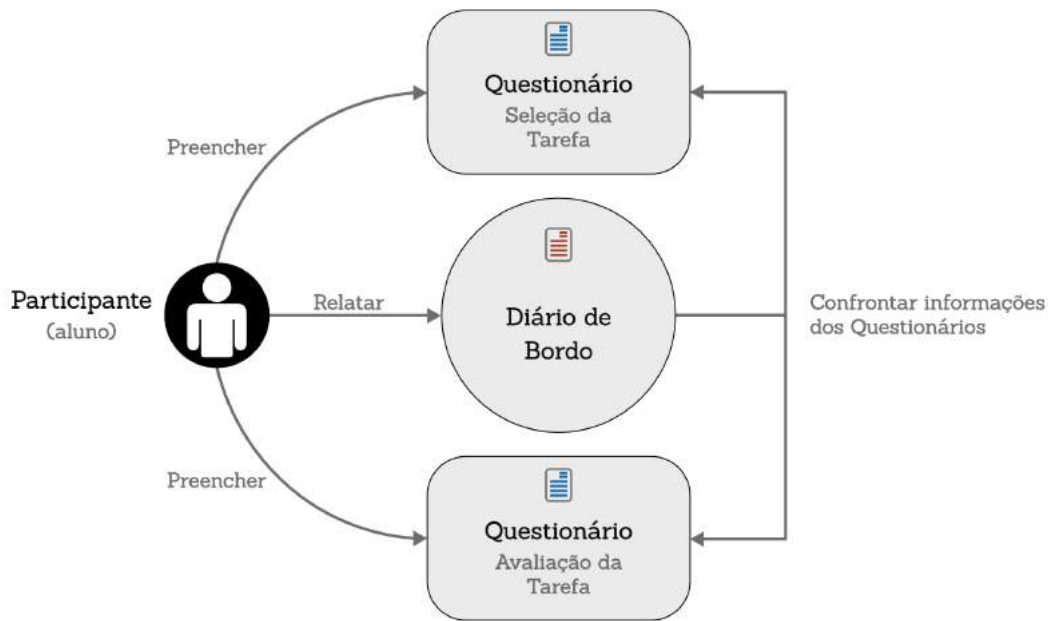 Questionário
Seleção da
Tarefa
Preencher
Participante
(aluno)
Relatar
Diário de
Bordo
Confrontar informações
dos Questionários
Preencher
Questionário
Avaliação da
Tarefa